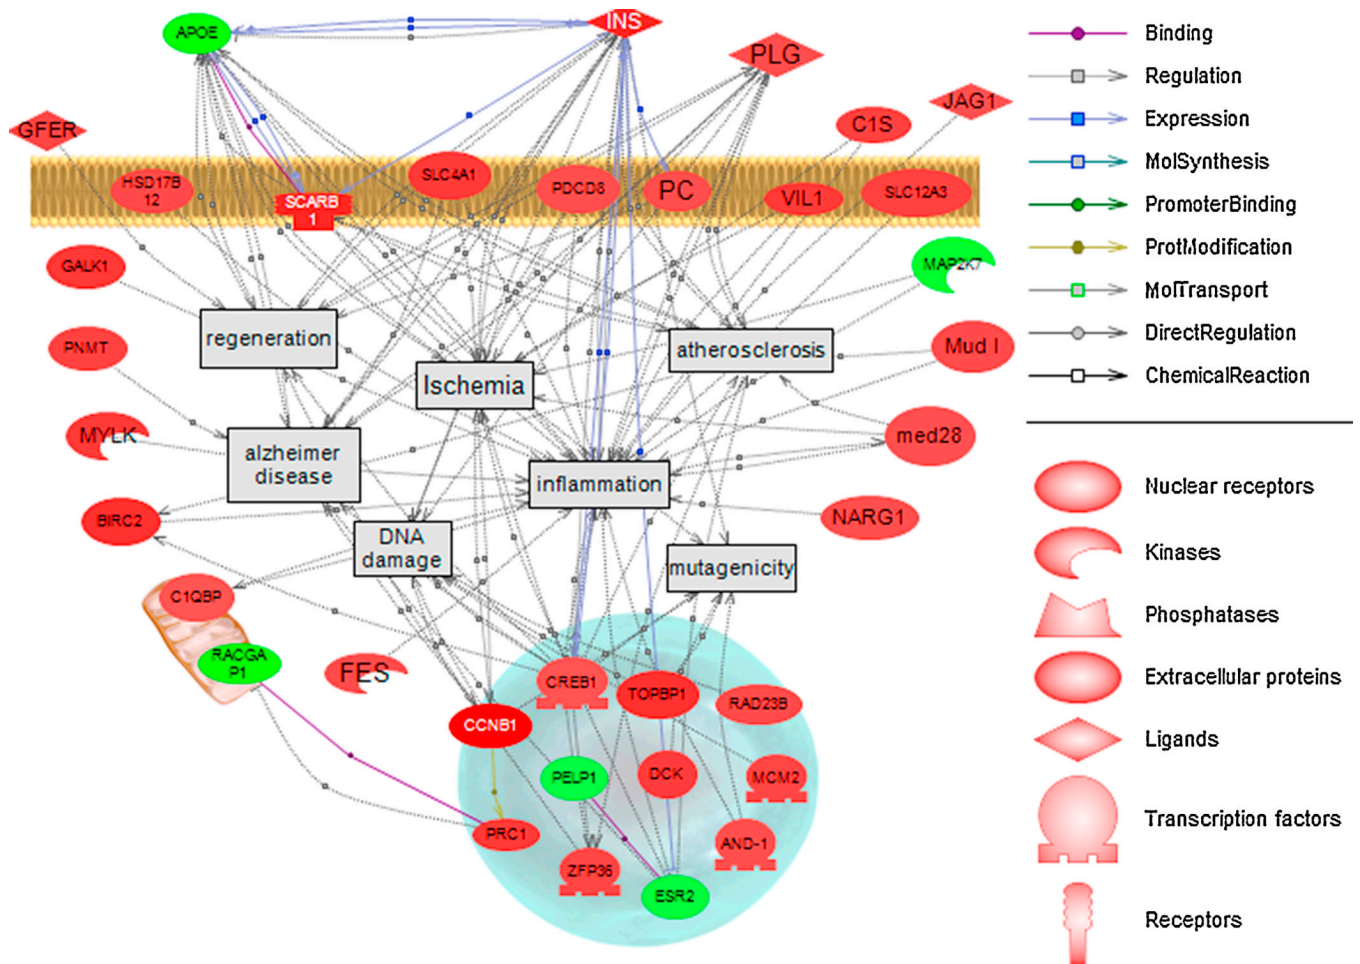 APOE
INS
PLG
JAG1
GFER
C1S
HSD17B
12
SCARB
1
SLC4A1
PDCD8
PC
VIL1
SLC12A3
GALK1
MAP2K7
regeneration
atherosclerosis
Mud I
PNMT
Ischemia
MYLK
alzheimer
disease
med28
inflammation
BIRC2
NARG1
DNA
damage
mutagenicity
C1QBP
RACGA
P1
FES
CREB1
TOPBP1
RAD23B
CCNB1
PELP1
DCK
MCM2
PRC1
AND-1
ZFP36
ESR2
Binding
Regulation
Expression
MolSynthesis
PromoterBinding
ProtModification
MolTransport
DirectRegulation
ChemicalReaction
Nuclear receptors
Kinases
Phosphatases
Extracellular proteins
Ligands
Transcription factors
Receptors